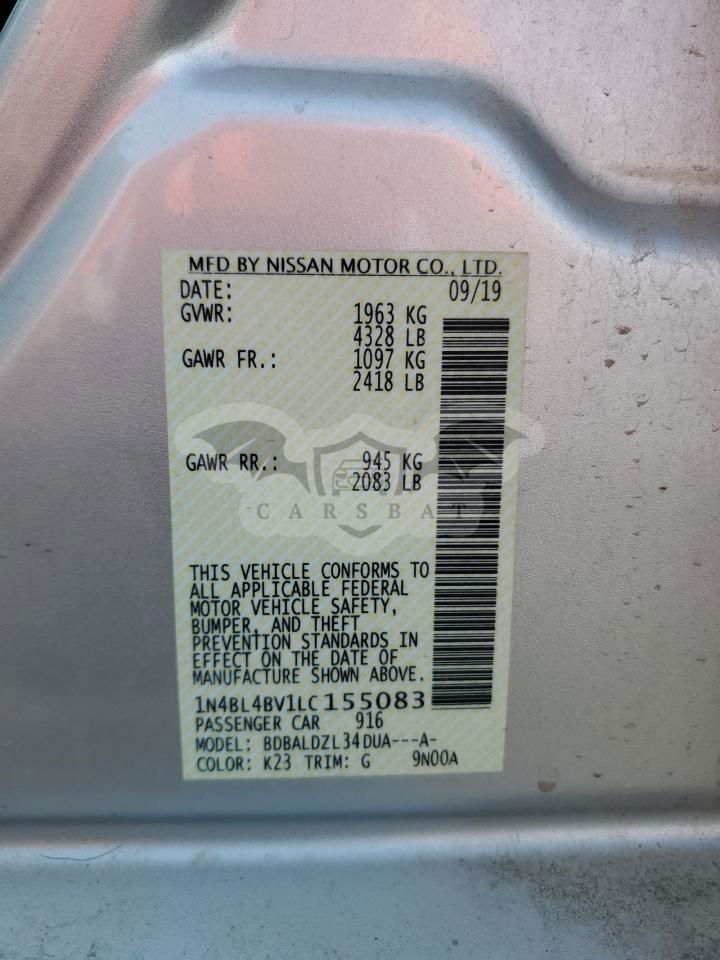 MFD BY NISSAN MOTOR CO., LTD.
DATE: 09/19
GVWR: 1963 KG
4328 LB
GAWR FR.: 1097 KG
2418 LB
GAWR RR.: 945 KG
2083 LB
CARSBAT
THIS VEHICLE CONFORMS TO
ALL APPLICABLE FEDERAL
MOTOR VEHICLE SAFETY,
BUMPER, AND THEFT
PREVENTION STANDARDS IN
EFFECT ON THE DATE OF
MANUFACTURE SHOWN ABOVE.
1N4BL4BV1LC155083
PASSENGER CAR 916
MODEL: BDBALDZL34DUA---A-
COLOR: K23 TRIM: G 9N00A